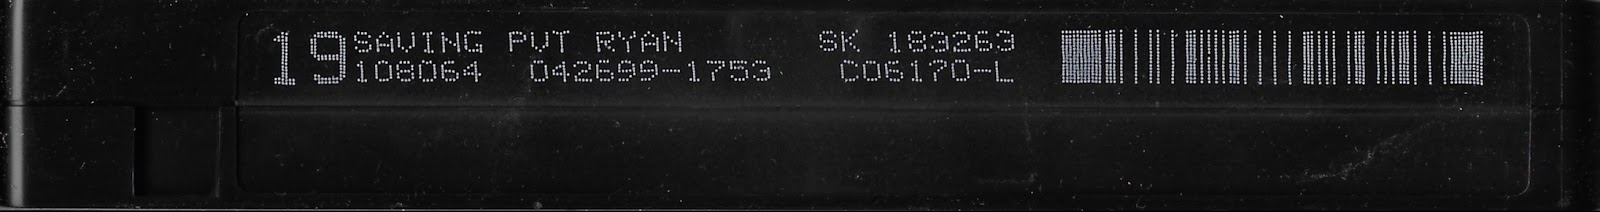 19 SAVING PVT RYAN SK 183263
108064 042699-1753 C06170-L